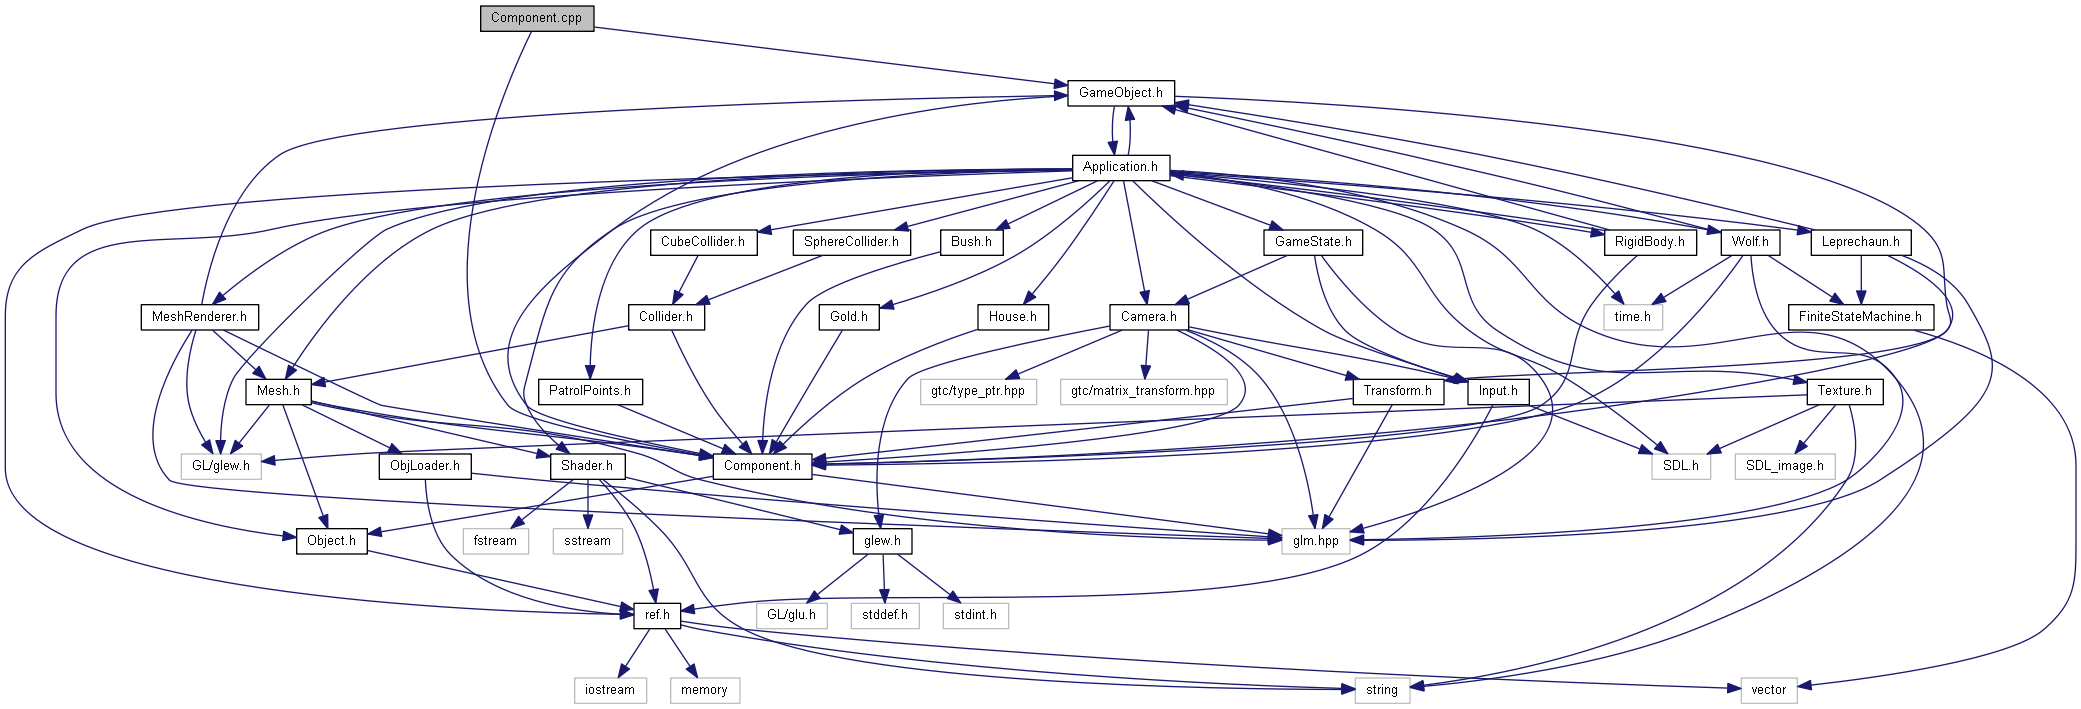 Component.cpp
GameObject.h
Application.h
CubeCollider.h
SphereCollider.h
Bush.h
GameState.h
RigidBody.h
Wolf.h
Leprechaun.h
MeshRenderer.h
Collider.h
Gold.h
House.h
Camera.h
time.h
FiniteStateMachine.h
Mesh.h
PatrolPoints.h
gtc/type_ptr.hpp
gtc/matrix_transform.hpp
Transform.h
Input.h
Texture.h
GL/glew.h
ObjLoader.h
Shader.h
Component.h
SDL.h
SDL_image.h
Object.h
fstream
sstream
glew.h
glm.hpp
ref.h
GL/glu.h
stddef.h
stdint.h
iostream
memory
string
vector